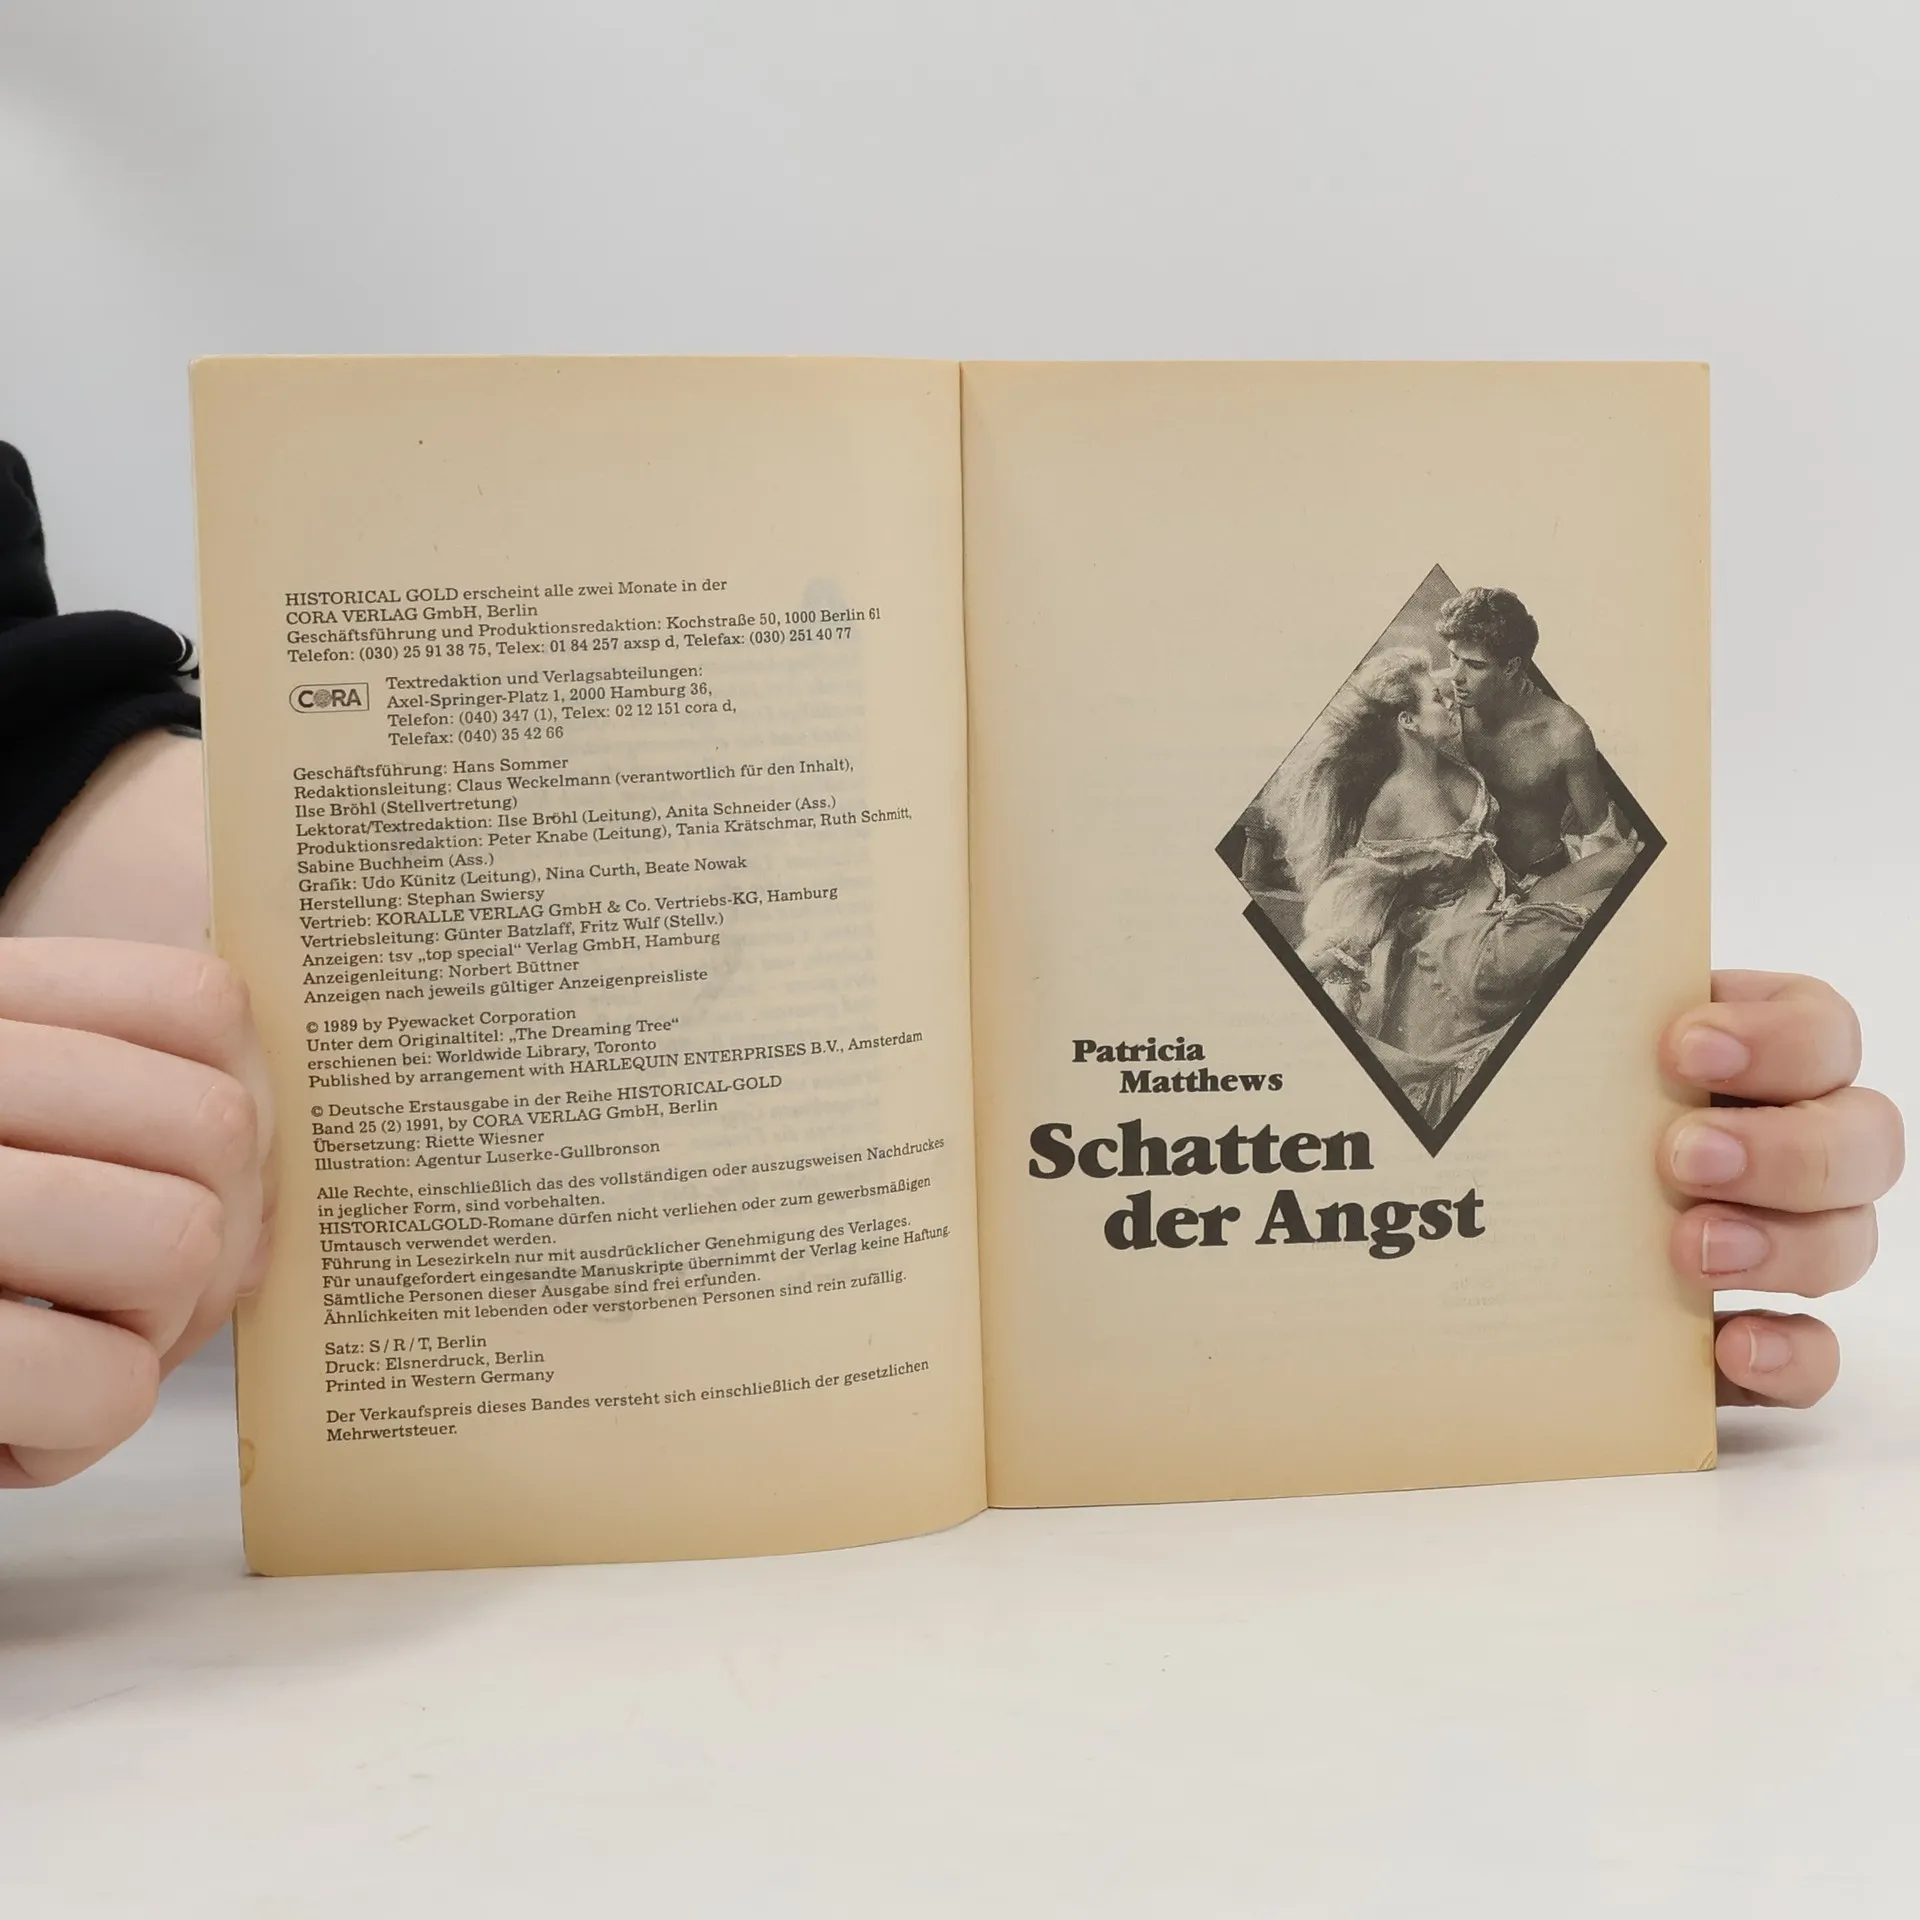 HISTORICAL GOLD erscheint alle zwei Monate in der
CORA VERLAG GmbH, Berlin
Geschäftsführung und Produktionsredaktion: Kochstraße 50, 1000 Berlin 61
Telefon: (030) 25 91 38 75, Telex: 01 84 257 axsp d, Telefax: (030) 251 40 77
CORA
Textredaktion und Verlagsabteilungen:
Axel-Springer-Platz 1, 2000 Hamburg 36,
Telefon: (040) 347 (1), Telex: 02 12 151 cora d,
Telefax: (040) 35 42 66
Geschäftsführung: Hans Sommer
Redaktionsleitung: Claus Weckelmann (verantwortlich für den Inhalt),
Ilse Bröhl (Stellvertretung)
Lektorat/Textredaktion: Ilse Bröhl (Leitung), Anita Schneider (Ass.)
Produktionsredaktion: Peter Knabe (Leitung), Tania Krätschmar, Ruth Schmitt,
Sabine Buchheim (Ass.)
Grafik: Udo Künitz (Leitung), Nina Curth, Beate Nowak
Herstellung: Stephan Swiersy
Vertrieb: KORALLE VERLAG GmbH & Co. Vertriebs-KG, Hamburg
Vertriebsleitung: Günter Batzlaff, Fritz Wulf (Stellv.)
Anzeigen: tsv „top special“ Verlag GmbH, Hamburg
Anzeigenleitung: Norbert Büttner
Anzeigen nach jeweils gültiger Anzeigenpreisliste
© 1989 by Pyewacket Corporation
Unter dem Originaltitel: „The Dreaming Tree“
erschienen bei: Worldwide Library, Toronto
Published by arrangement with HARLEQUIN ENTERPRISES B.V., Amsterdam
© Deutsche Erstausgabe in der Reihe HISTORICAL-GOLD
Band 25 (2) 1991, by CORA VERLAG GmbH, Berlin
Übersetzung: Riette Wiesner
Illustration: Agentur Luserke-Gullbronson
Alle Rechte, einschließlich das des vollständigen oder auszugsweisen Nachdruckes
in jeglicher Form, sind vorbehalten.
HISTORICALGOLD-Romane dürfen nicht verliehen oder zum gewerbsmäßigen
Umtausch verwendet werden.
Führung in Lesezirkeln nur mit ausdrücklicher Genehmigung des Verlages.
Für unaufgefordert eingesandte Manuskripte übernimmt der Verlag keine Haftung.
Sämtliche Personen dieser Ausgabe sind frei erfunden.
Ähnlichkeiten mit lebenden oder verstorbenen Personen sind rein zufällig.
Satz: S / R / T, Berlin
Druck: Elsnerdruck, Berlin
Printed in Western Germany
Der Verkaufspreis dieses Bandes versteht sich einschließlich der gesetzlichen
Mehrwertsteuer.
Patricia
Matthews
Schatten
der Angst